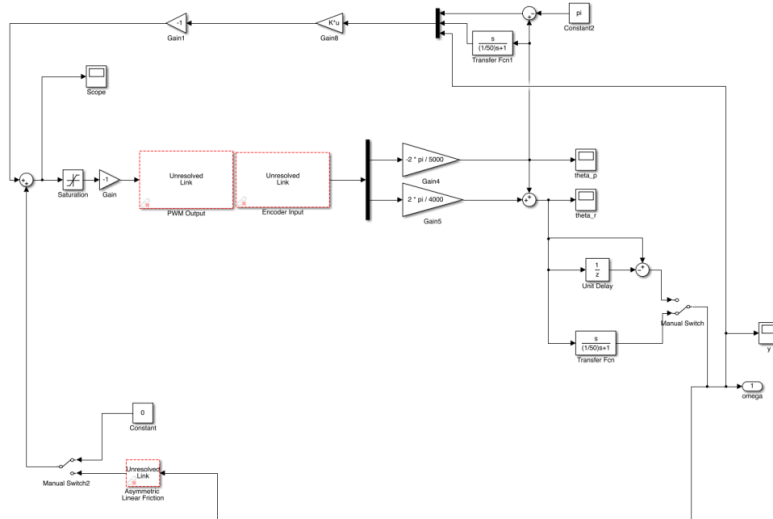 pi
Constant2
-1
Gain1
K*u
Gain8
s
(1/50)s+1
Transfer Fcn1
Scope
Saturation
-1
Gain
Unresolved
Link
PWM Output
Unresolved
Link
Encoder Input
-2 * pi / 5000
Gain4
2 * pi / 4000
Gain5
theta_p
theta_r
1
z
Unit Delay
Manual Switch
s
(1/50)s+1
Transfer Fcn
y
1
omega
0
Constant
Manual Switch2
Unresolved
Link
Asymmetric
Linear Friction